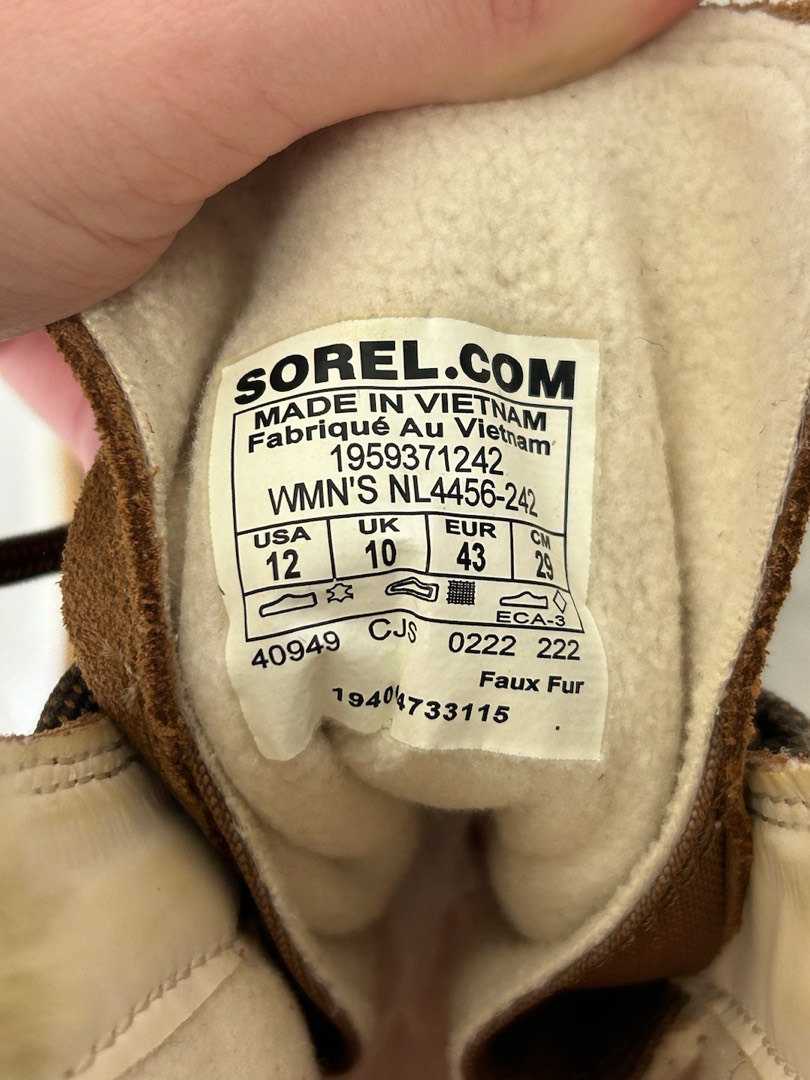 SOREL.COM
MADE IN VIETNAM
Fabriqué Au Vietnam
1959371242
WMN'S NL4456-242
USA UK EUR CM
12 10 43 29
ECA-3
40949 CJS 0222 222
Faux Fur